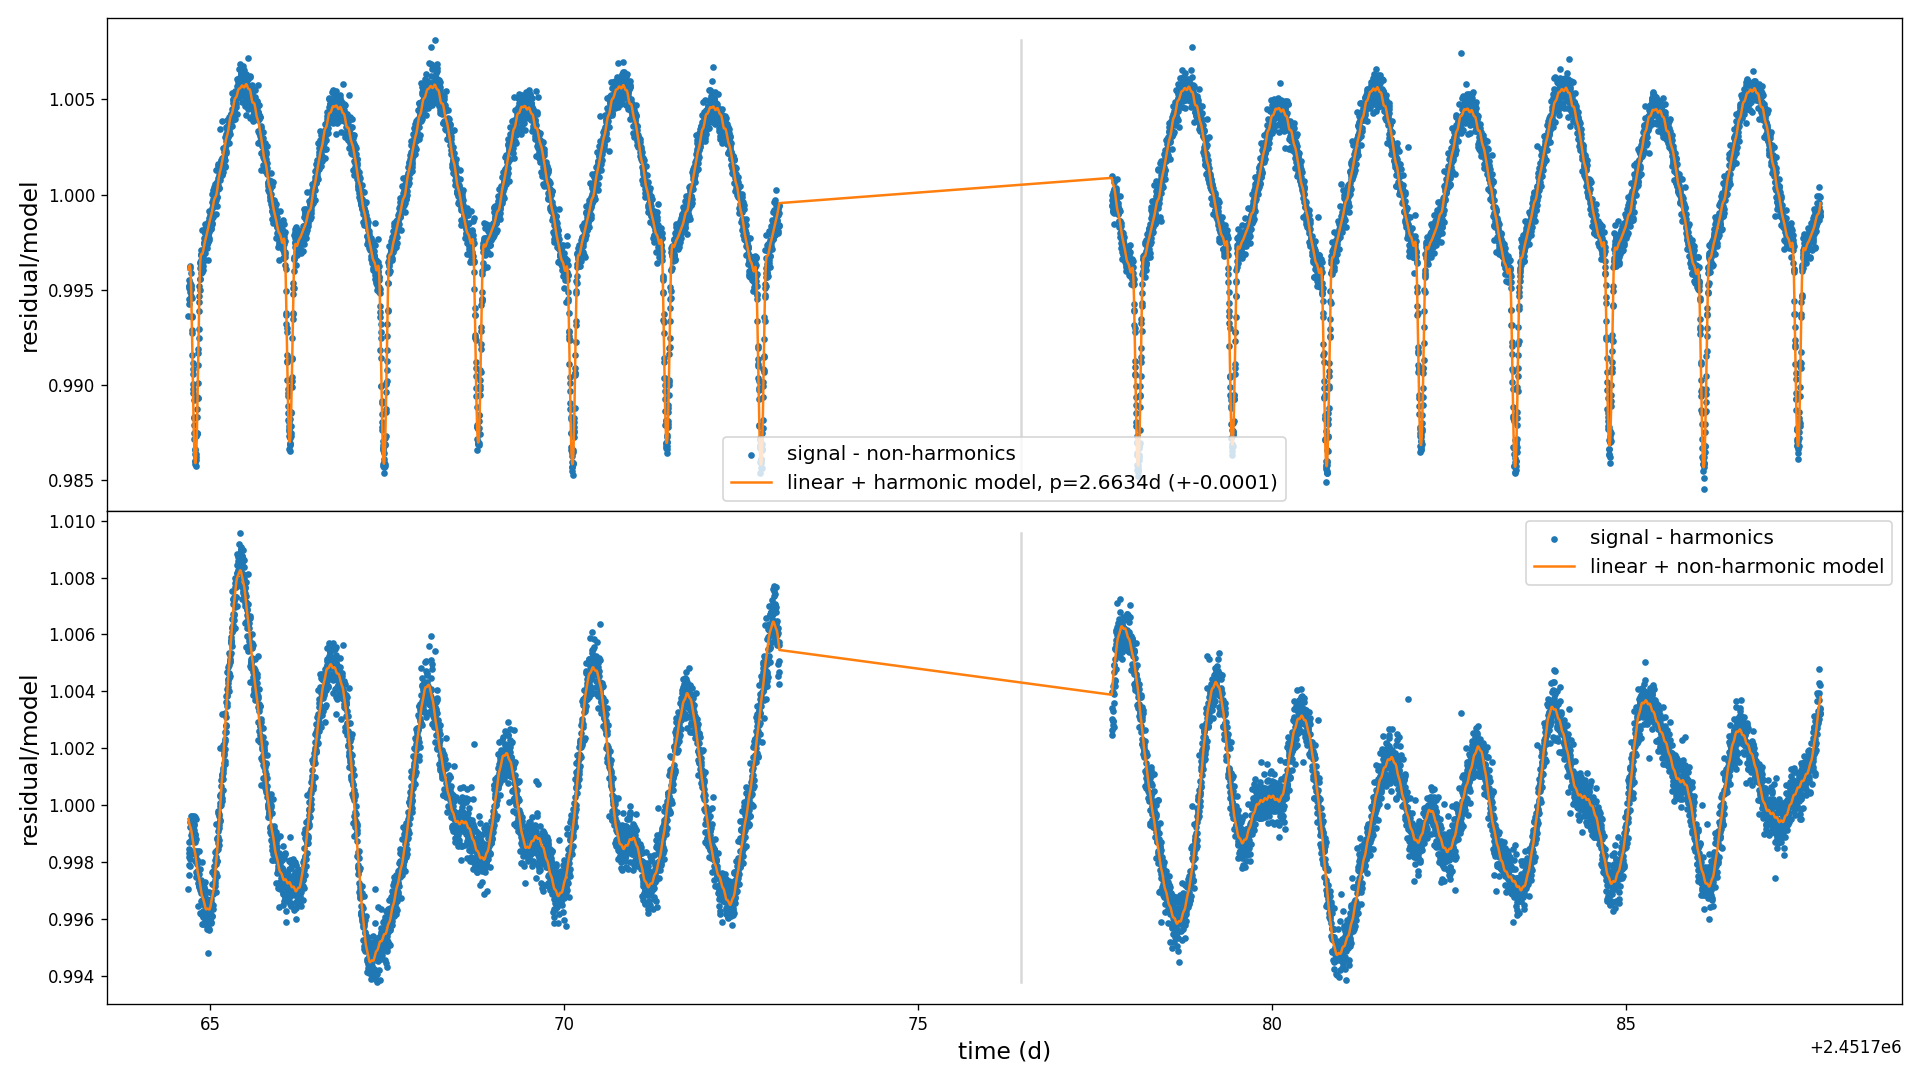 1.005
1.000
0.995
0.990
0.985
residual/model
signal - non-harmonics
linear + harmonic model, p=2.6634d (+-0.0001)
1.010
1.008
1.006
1.004
1.002
1.000
0.998
0.996
0.994
residual/model
signal - harmonics
linear + non-harmonic model
65
70
75
80
85
time (d)
+2.4517e6